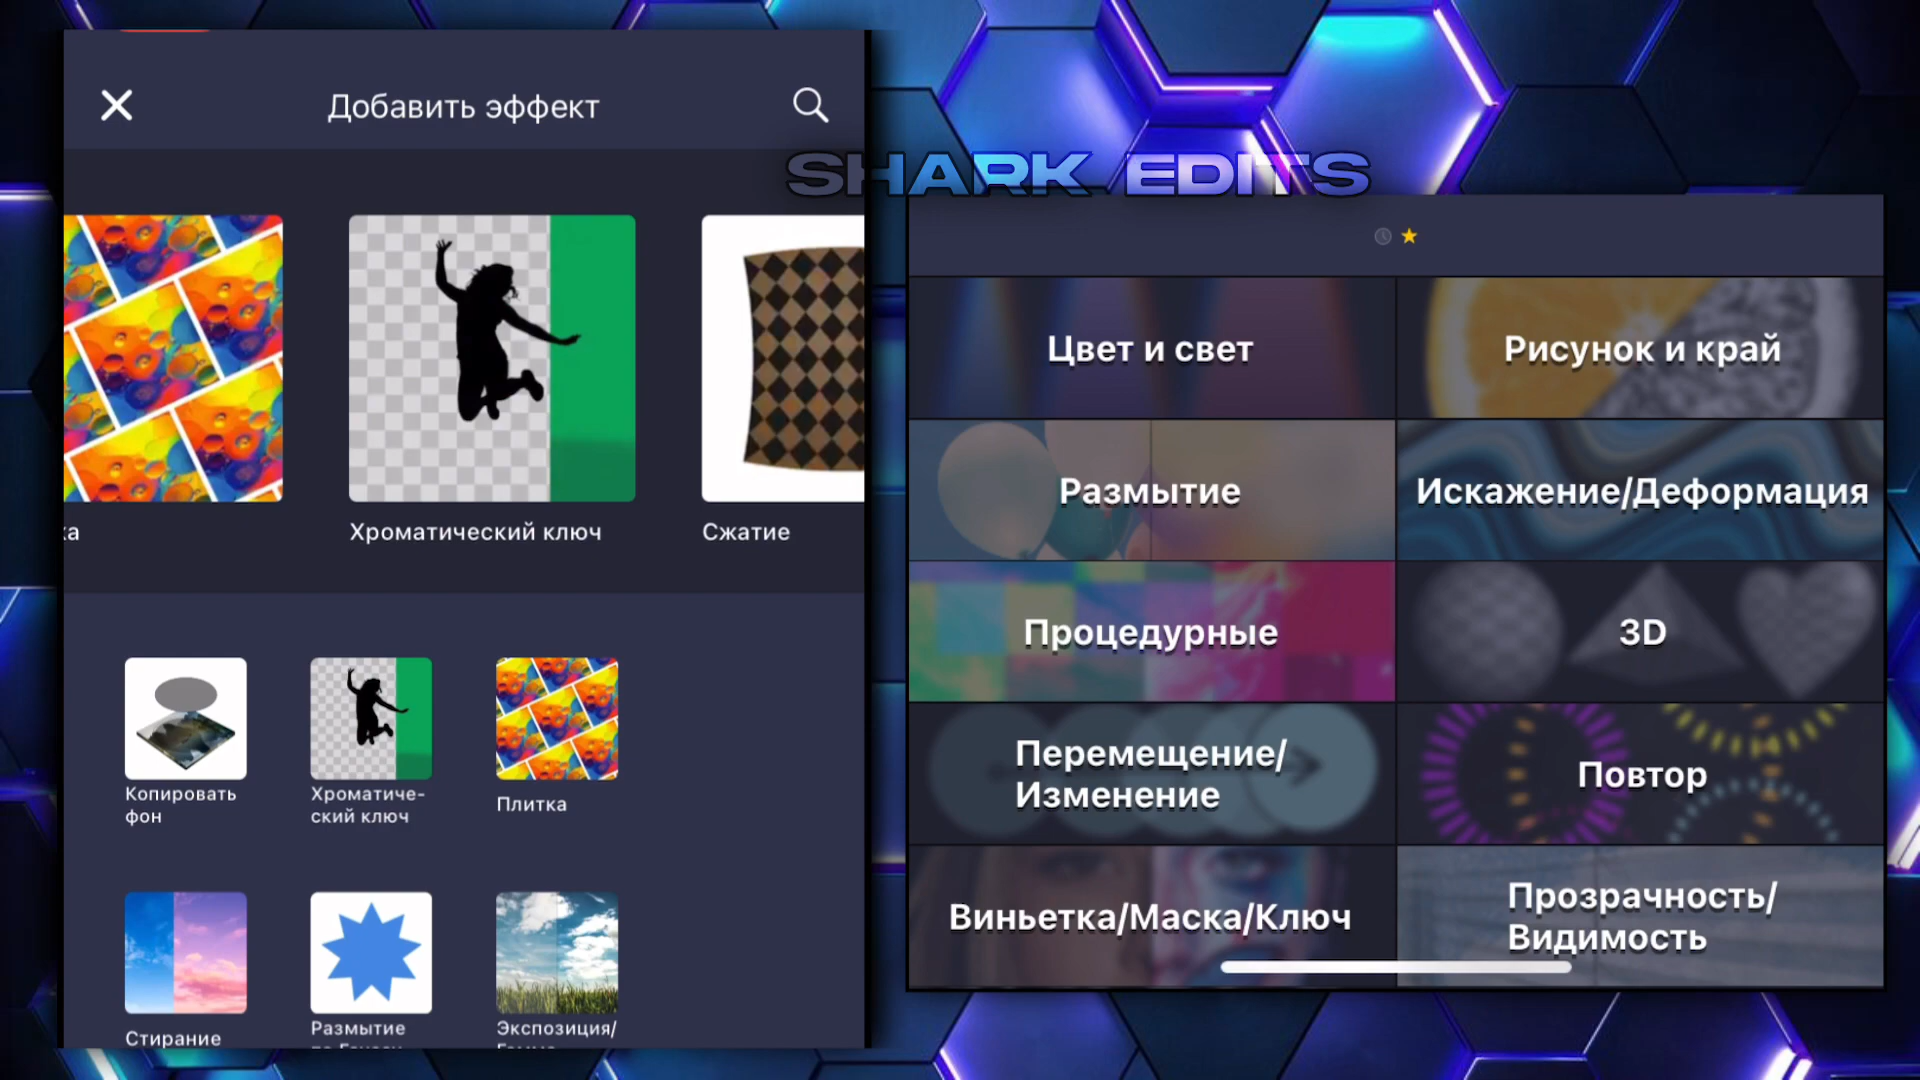 Добавить эффект
SHARK EDITS
ка
Хроматический ключ
Сжатие
Копировать
фон
Хроматиче-
ский ключ
Плитка
Стирание
Размытие
Экспозиция/
Цвет и свет
Рисунок и край
Размытие
Искажение/Деформация
Процедурные
3D
Перемещение/
Изменение
Повтор
Виньетка/Маска/Ключ
Прозрачность/
Видимость